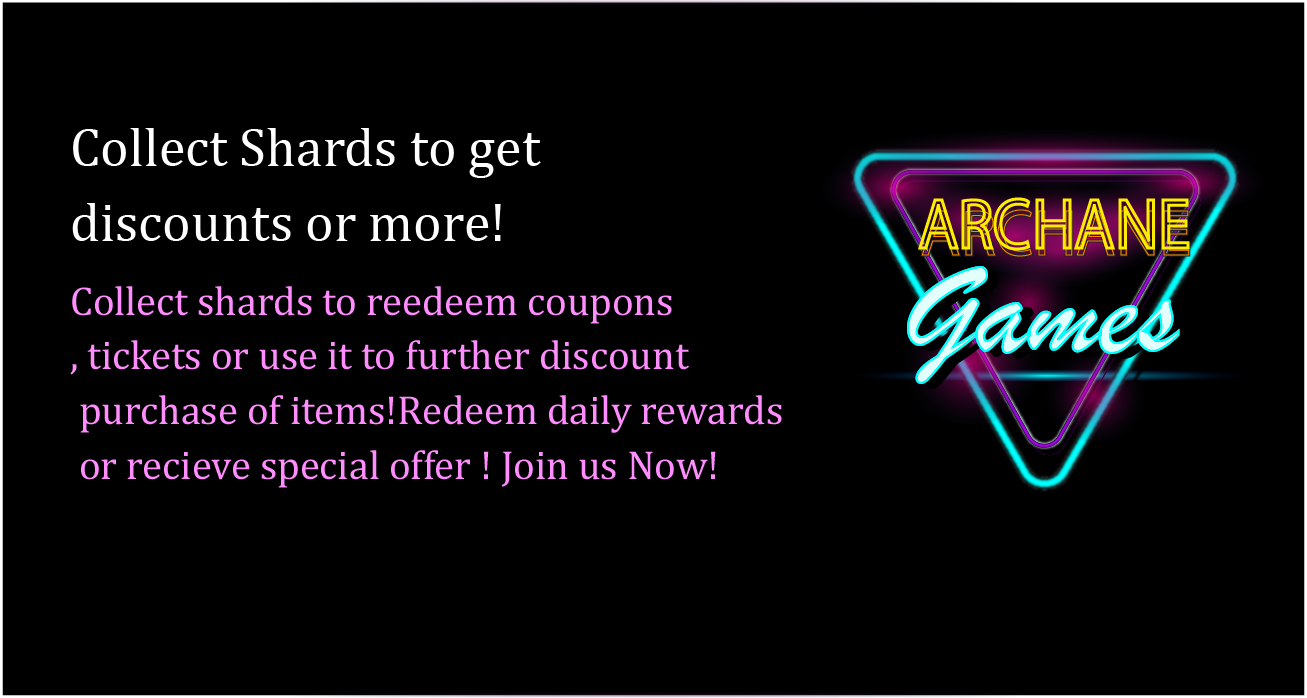 Collect Shards to get
discounts or more!
Collect shards to reedeem coupons
, tickets or use it to further discount
purchase of items!Redeem daily rewards
or recieve special offer ! Join us Now!
ARCHANE
Games